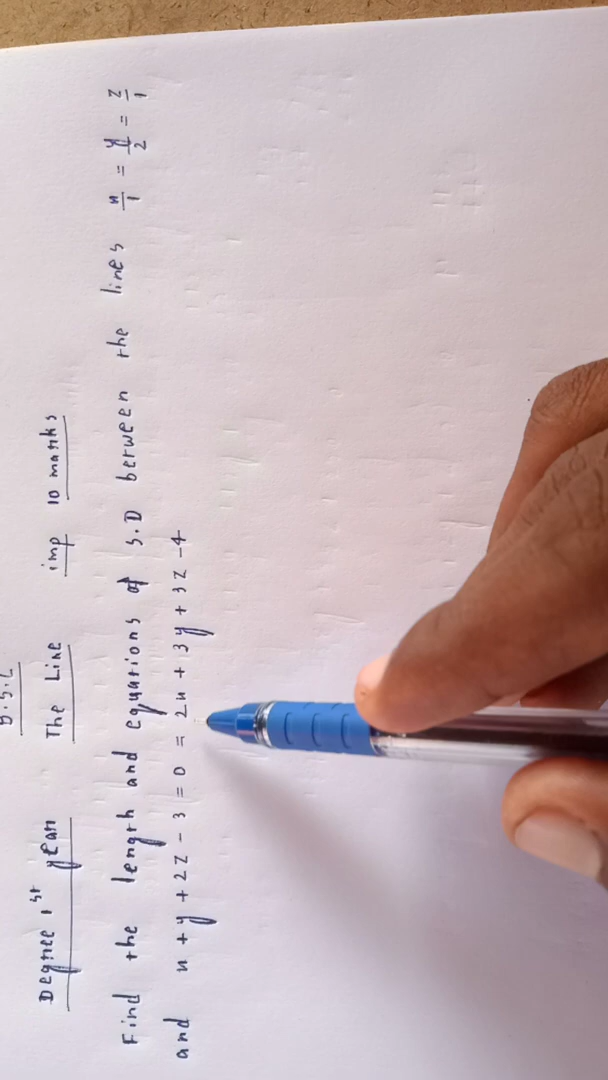 B.S.C
Degree 1st year The Line imp 10 marks
Find the length and equations of S.D between the lines x/1 = y/2 = z/1
and x + y + 2z - 3 = 0 = 2x + 3y + 3z - 4